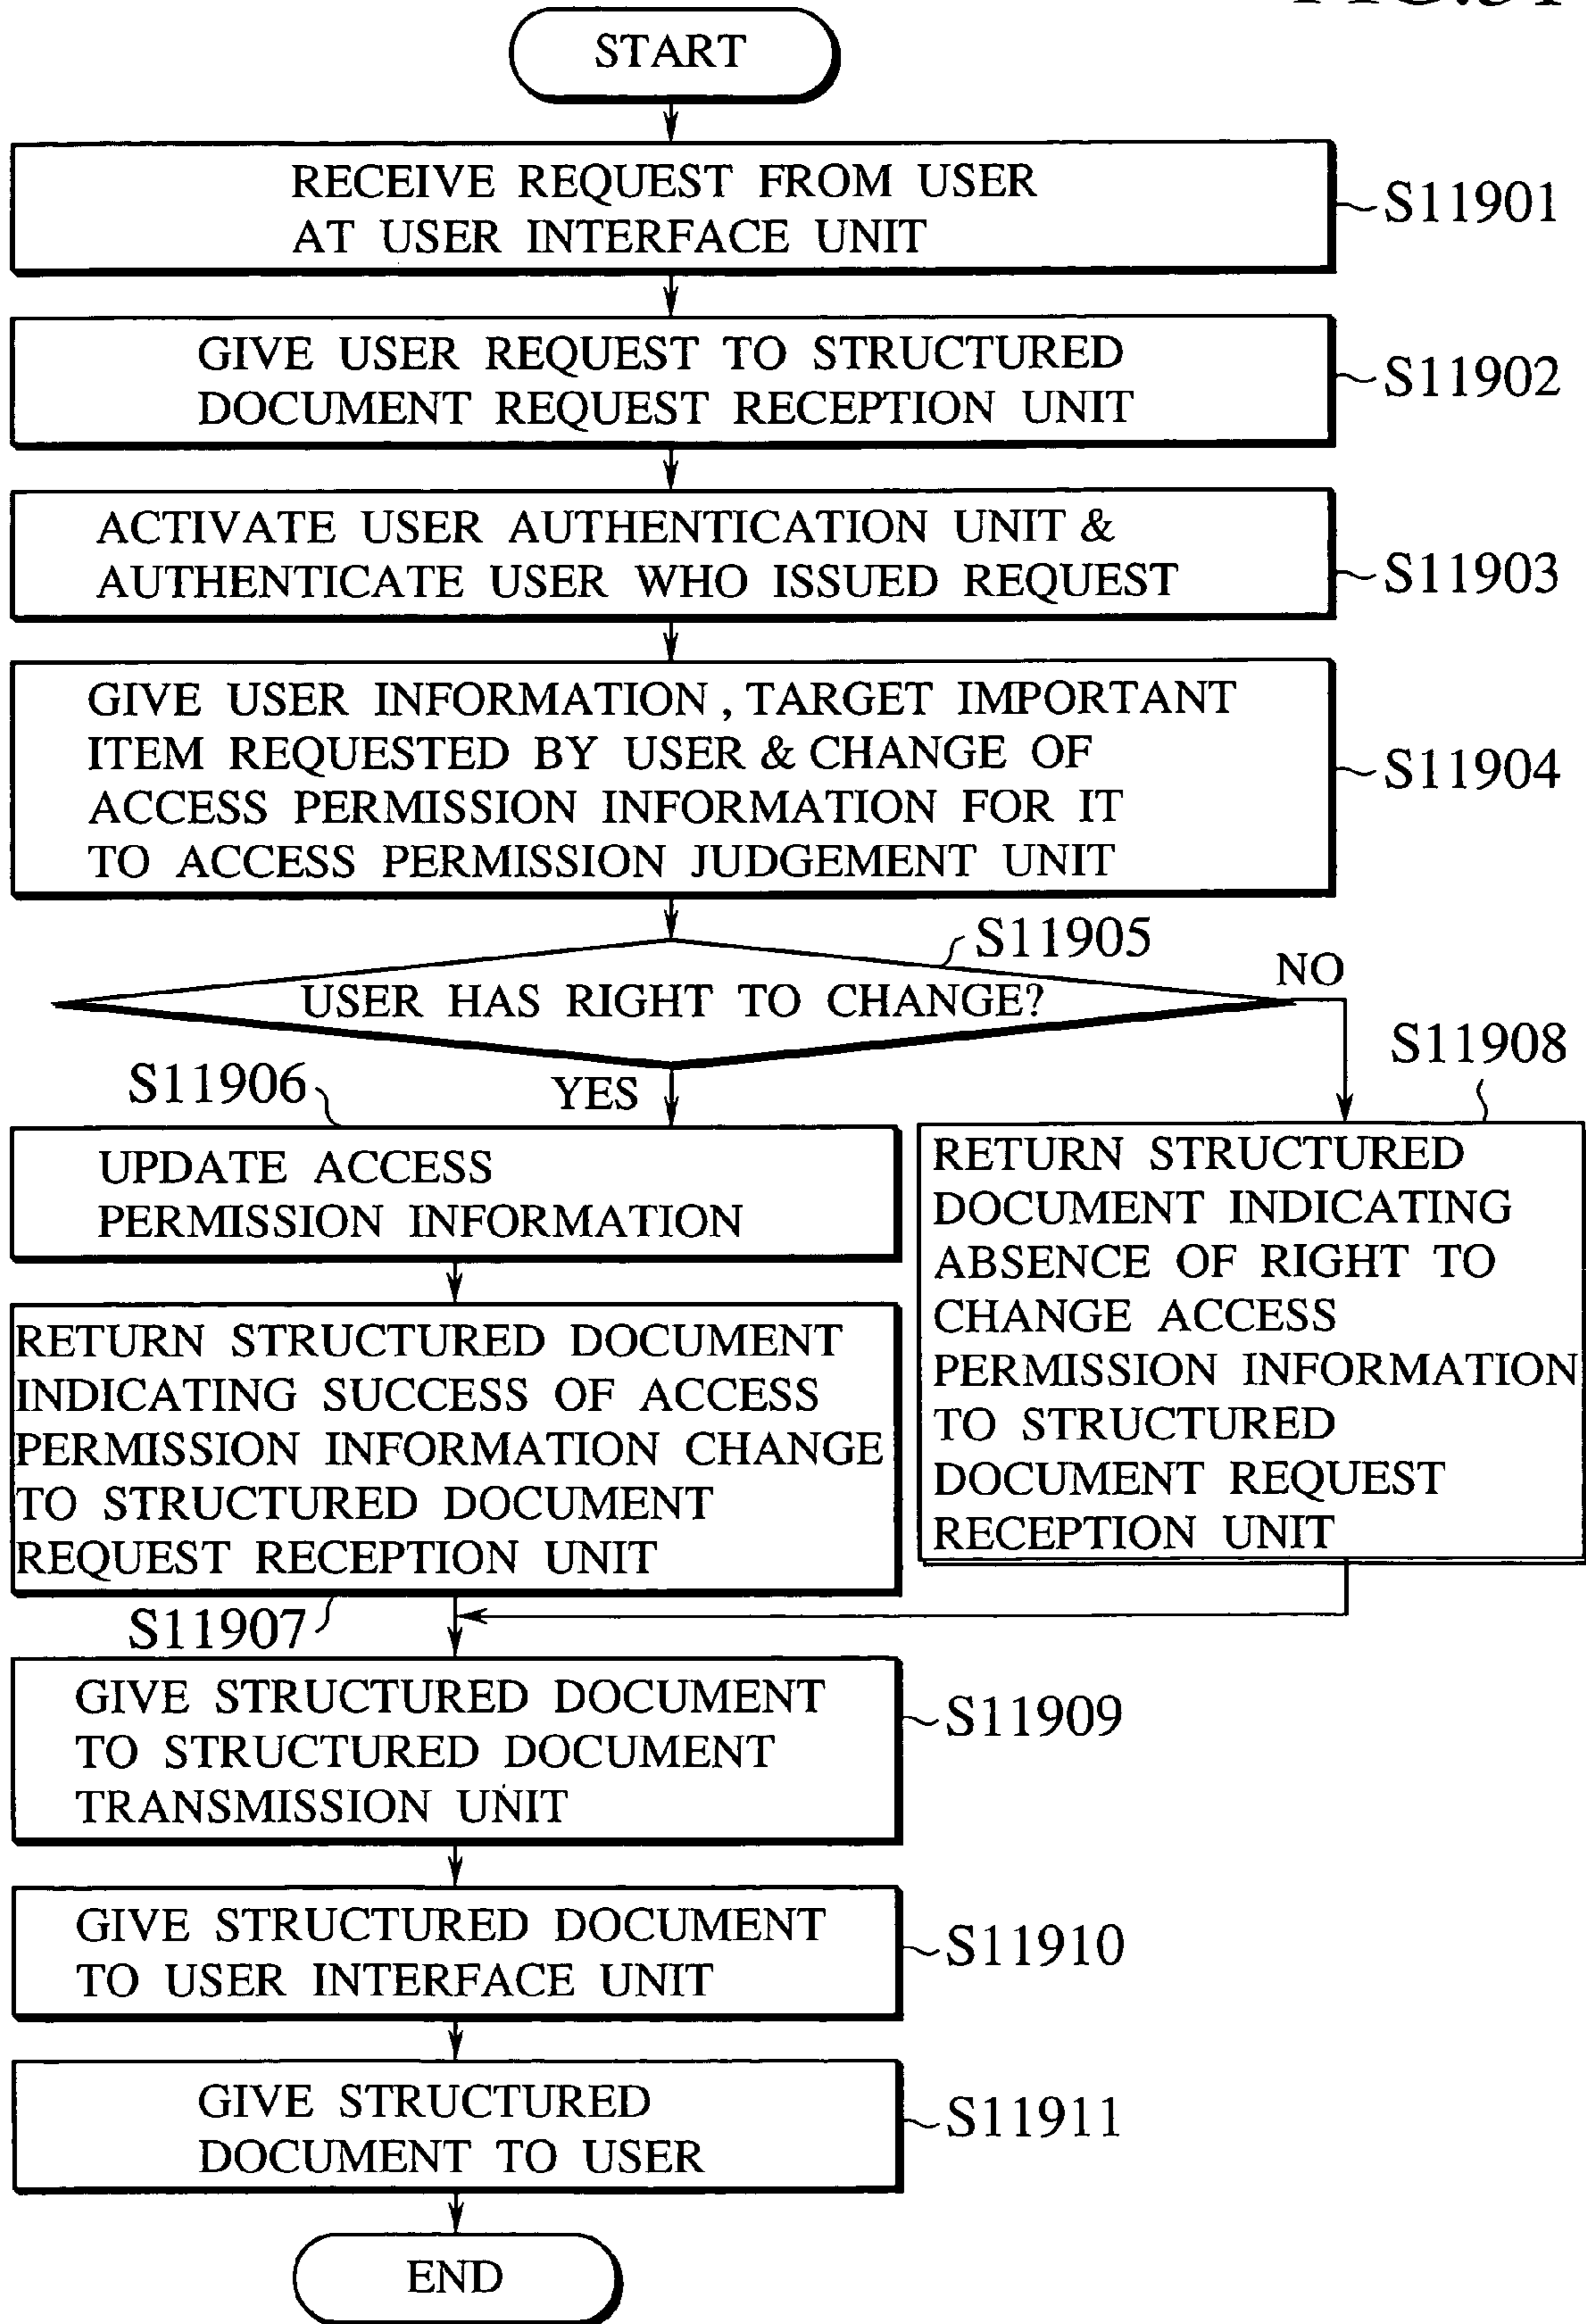 START
RECEIVE REQUEST FROM USER
AT USER INTERFACE UNIT
S11901
GIVE USER REQUEST TO STRUCTURED
DOCUMENT REQUEST RECEPTION UNIT
S11902
ACTIVATE USER AUTHENTICATION UNIT &
AUTHENTICATE USER WHO ISSUED REQUEST
S11903
GIVE USER INFORMATION, TARGET IMPORTANT
ITEM REQUESTED BY USER & CHANGE OF
ACCESS PERMISSION INFORMATION FOR IT
TO ACCESS PERMISSION JUDGEMENT UNIT
S11904
S11905
USER HAS RIGHT TO CHANGE?
NO
YES
S11906
UPDATE ACCESS
PERMISSION INFORMATION
RETURN STRUCTURED DOCUMENT
INDICATING SUCCESS OF ACCESS
PERMISSION INFORMATION CHANGE
TO STRUCTURED DOCUMENT
REQUEST RECEPTION UNIT
S11907
S11908
RETURN STRUCTURED
DOCUMENT INDICATING
ABSENCE OF RIGHT TO
CHANGE ACCESS
PERMISSION INFORMATION
TO STRUCTURED
DOCUMENT REQUEST
RECEPTION UNIT
GIVE STRUCTURED DOCUMENT
TO STRUCTURED DOCUMENT
TRANSMISSION UNIT
S11909
GIVE STRUCTURED DOCUMENT
TO USER INTERFACE UNIT
S11910
GIVE STRUCTURED
DOCUMENT TO USER
S11911
END